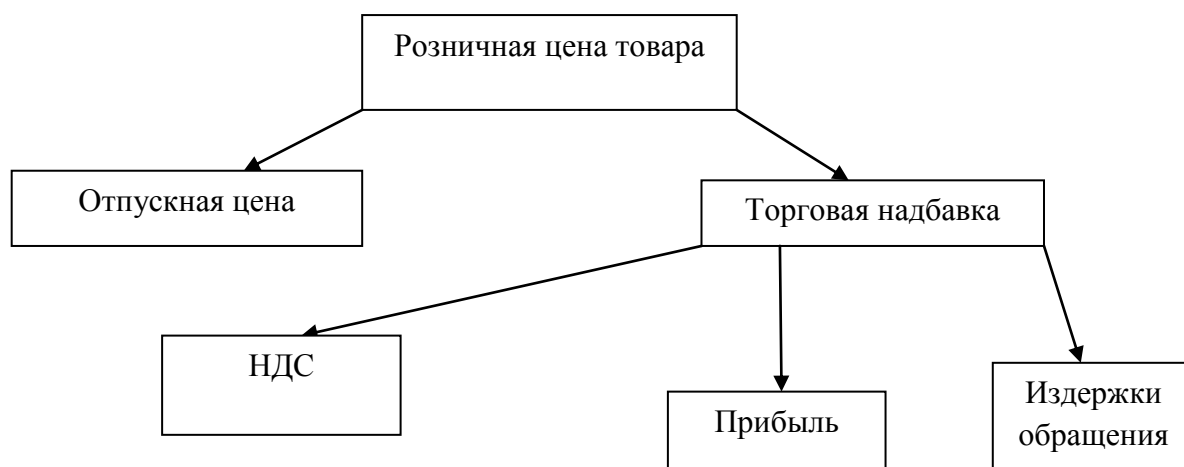 Розничная цена товара
Отпускная цена
Торговая надбавка
НДС
Прибыль
Издержки
обращения